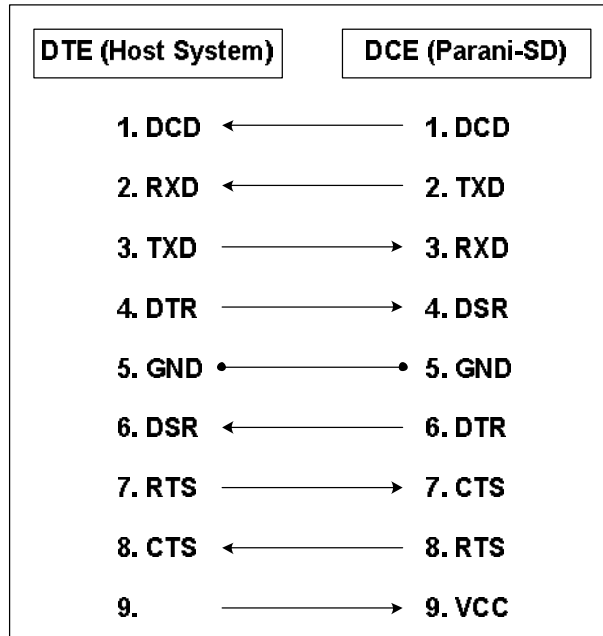 DTE (Host System) DCE (Parani-SD)
1. DCD 1. DCD
2. RXD 2. TXD
3. TXD 3. RXD
4. DTR 4. DSR
5. GND 5. GND
6. DSR 6. DTR
7. RTS 7. CTS
8. CTS 8. RTS
9. 9. VCC